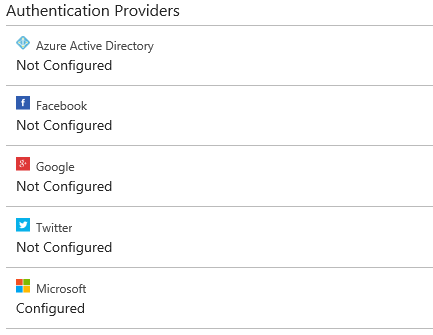 Authentication Providers
Azure Active Directory
Not Configured
Facebook
Not Configured
Google
Not Configured
Twitter
Not Configured
Microsoft
Configured